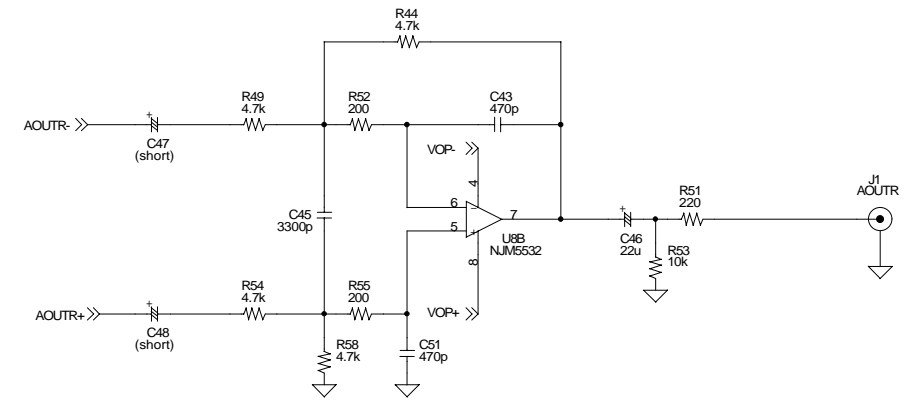 R44
4.7k
R49
4.7k
R52
200
C43
470p
AOUTR-
+
C47
(short)
VOP-
4
J1
AOUTR
R51
220
C45
3300p
6
-
7
5
+
U8B
NJM5532
+
C46
22u
R53
10k
8
R54
4.7k
R55
200
AOUTR+
+
C48
(short)
VOP+
R58
4.7k
C51
470p